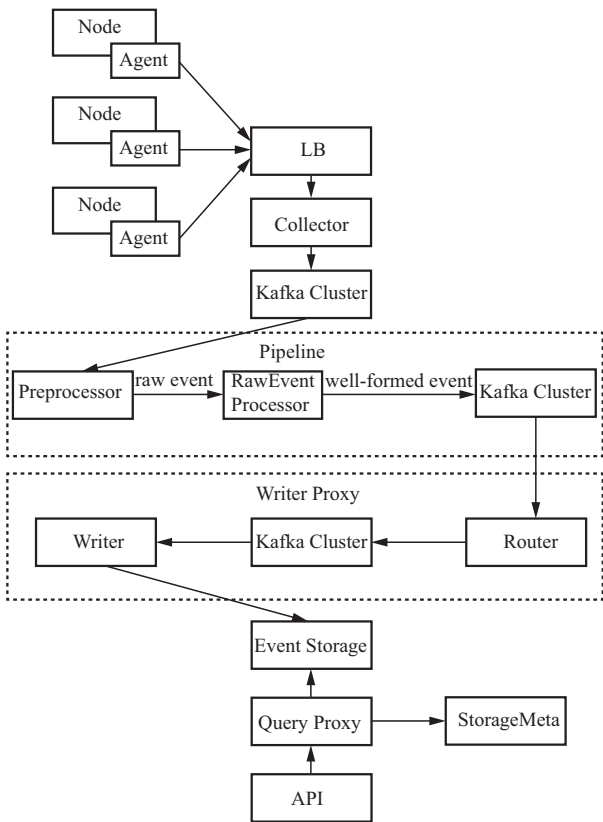 Node
Agent
Node
Agent
Node
Agent
LB
Collector
Kafka Cluster
Pipeline
Preprocessor
raw event
RawEvent
Processor
well-formed event
Kafka Cluster
Writer Proxy
Writer
Kafka Cluster
Router
Event Storage
Query Proxy
StorageMeta
API